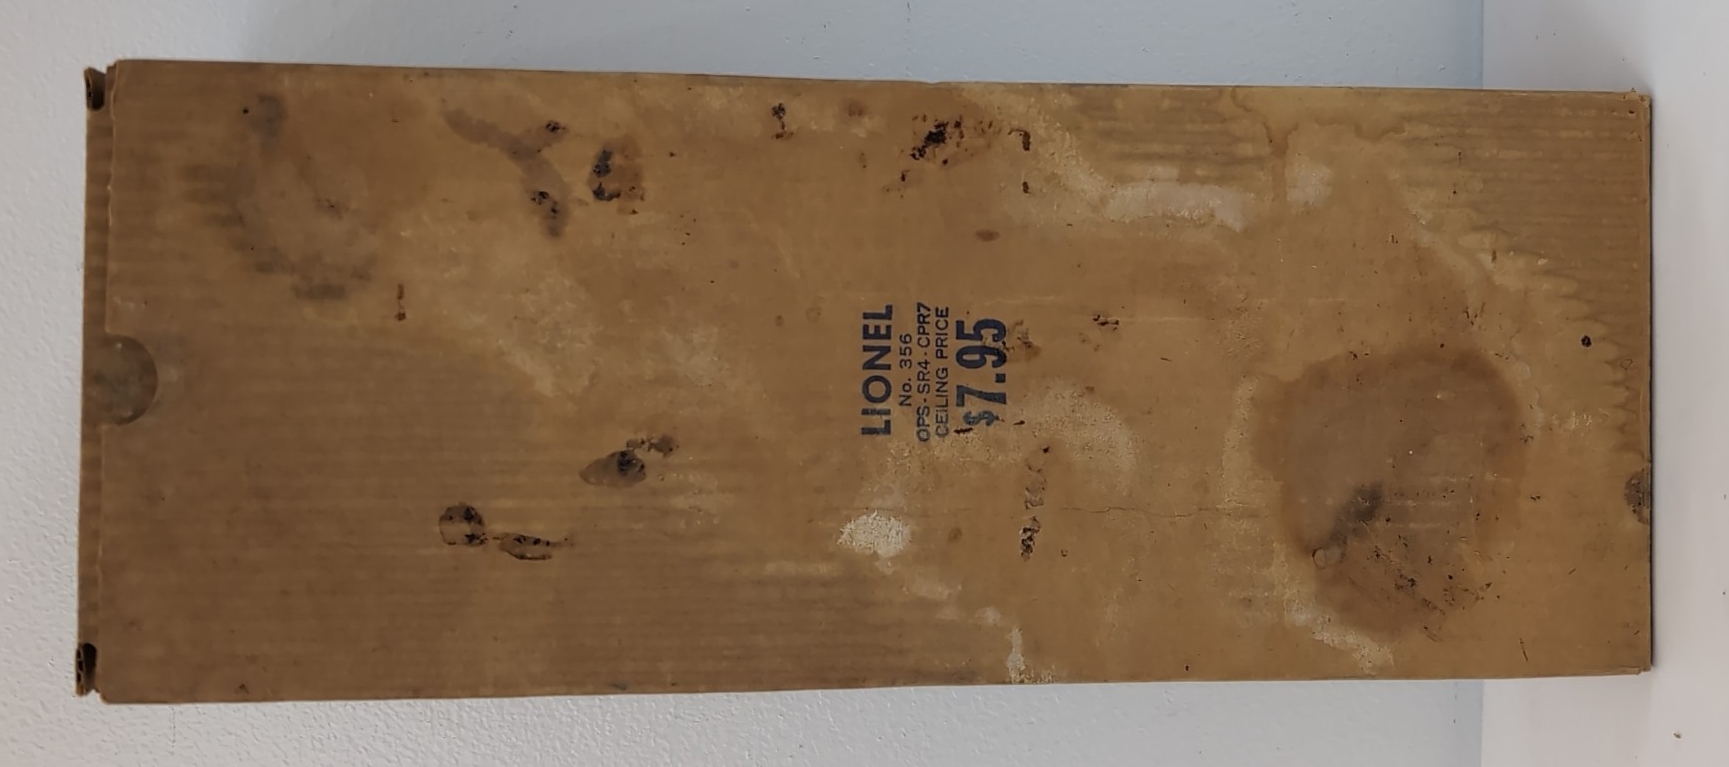 LIONEL
No. 356
OPS-SR4-CPR7
CEILING PRICE
$7.95